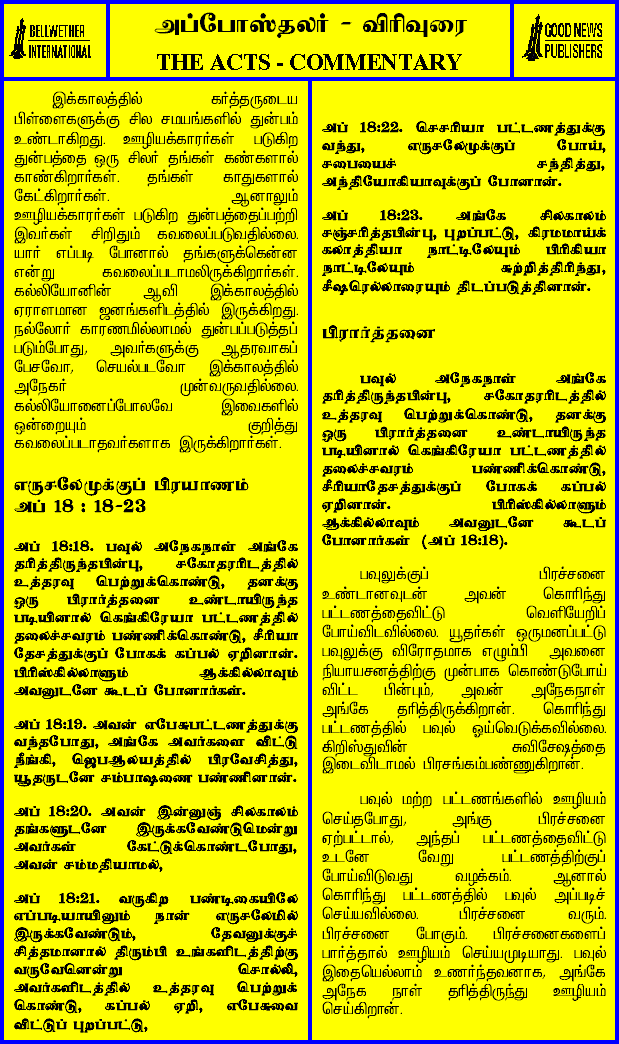 BELLWETHER
INTERNATIONAL
அப்போஸ்தலர் - விரிவுரை
THE ACTS - COMMENTARY
GOOD NEWS
PUBLISHERS
இக்காலத்தில் கர்த்தருடைய
பிள்ளைகளுக்கு சில சமயங்களில் துன்பம்
உண்டாகிறது. ஊழியக்காரர்கள் படுகிற
துன்பத்தை ஒரு சிலர் தங்கள் கண்களால்
காண்கிறார்கள். தங்கள் காதுகளால்
கேட்கிறார்கள். ஆனாலும்
ஊழியக்காரர்கள் படுகிற துன்பத்தைப்பற்றி
இவர்கள் சிறிதும் கவலைப்படுவதில்லை.
யார் எப்படி போனால் தங்களுக்கென்ன
என்று கவலைப்படாமலிருக்கிறார்கள்.
கல்லியோனின் ஆவி இக்காலத்தில்
ஏராளமான ஜனங்களிடத்தில் இருக்கிறது.
நல்லோர் காரணமில்லாமல் துன்பப்படுத்தப்
படும்போது, அவர்களுக்கு ஆதரவாகப்
பேசவோ, செயல்படவோ இக்காலத்தில்
அநேகர் முன்வருவதில்லை.
கல்லியோனைப்போலவே இவைகளில்
ஒன்றையும் குறித்து
கவலைப்படாதவர்களாக இருக்கிறார்கள்.
எருசலேமுக்குப் பிரயாணம்
அப் 18 : 18-23
அப் 18:18. பவுல் அநேகநாள் அங்கே
தரித்திருந்தபின்பு, சகோதரரிடத்தில்
உத்தரவு பெற்றுக்கொண்டு, தனக்கு
ஒரு பிரார்த்தனை உண்டாயிருந்த
படியினால் கெங்கிரேயா பட்டணத்தில்
தலைச்சவரம் பண்ணிக்கொண்டு, சீரியா
தேசத்துக்குப் போகக் கப்பல் ஏறினான்.
பிரிஸ்கில்லாளும் ஆக்கில்லாவும்
அவனுடனே கூடப் போனார்கள்.
அப் 18:19. அவன் எபேசுபட்டணத்துக்கு
வந்தபோது, அங்கே அவர்களை விட்டு
நீங்கி, ஜெபஆலயத்தில் பிரவேசித்து,
யூதருடனே சம்பாஷணை பண்ணினான்.
அப் 18:20. அவன் இன்னுஞ் சிலகாலம்
தங்களுடனே இருக்கவேண்டுமென்று
அவர்கள் கேட்டுக்கொண்டபோது,
அவன் சம்மதியாமல்,
அப் 18:21. வருகிற பண்டிகையிலே
எப்படியாயினும் நான் எருசலேமில்
இருக்கவேண்டும், தேவனுக்குச்
சித்தமானால் திரும்பி உங்களிடத்திற்கு
வருவேனென்று சொல்லி,
அவர்களிடத்தில் உத்தரவு பெற்றுக்
கொண்டு, கப்பல் ஏறி, எபேசுவை
விட்டுப் புறப்பட்டு,
அப் 18:22. செசரியா பட்டணத்துக்கு
வந்து, எருசலேமுக்குப் போய்,
சபையைச் சந்தித்து,
அந்தியோகியாவுக்குப் போனான்.
அப் 18:23. அங்கே சிலகாலம்
சஞ்சரித்தபின்பு, புறப்பட்டு, கிரமமாய்க்
கலாத்தியா நாட்டிலேயும் பிரிகியா
நாட்டிலேயும் சுற்றித்திரிந்து,
சீஷரெல்லாரையும் திடப்படுத்தினான்.
பிரார்த்தனை
பவுல் அநேகநாள் அங்கே
தரித்திருந்தபின்பு, சகோதரரிடத்தில்
உத்தரவு பெற்றுக்கொண்டு, தனக்கு
ஒரு பிரார்த்தனை உண்டாயிருந்த
படியினால் கெங்கிரேயா பட்டணத்தில்
தலைச்சவரம் பண்ணிக்கொண்டு,
சீரியாதேசத்துக்குப் போகக் கப்பல்
ஏறினான். பிரிஸ்கில்லாளும்
ஆக்கில்லாவும் அவனுடனே கூடப்
போனார்கள் (அப் 18:18).
பவுலுக்குப் பிரச்சனை
உண்டானவுடன் அவன் கொரிந்து
பட்டணத்தைவிட்டு வெளியேறிப்
போய்விடவில்லை. யூதர்கள் ஒருமனப்பட்டு
பவுலுக்கு விரோதமாக எழும்பி அவனை
நியாயசனத்திற்கு முன்பாக கொண்டுபோய்
விட்ட பின்பும், அவன் அநேகநாள்
அங்கே தரித்திருக்கிறான். கொரிந்து
பட்டணத்தில் பவுல் ஓய்வெடுக்கவில்லை.
கிறிஸ்துவின் சுவிசேஷத்தை
இடைவிடாமல் பிரசங்கம்பண்ணுகிறான்.
பவுல் மற்ற பட்டணங்களில் ஊழியம்
செய்தபோது, அங்கு பிரச்சனை
ஏற்பட்டால், அந்தப் பட்டணத்தைவிட்டு
உடனே வேறு பட்டணத்திற்குப்
போய்விடுவது வழக்கம். ஆனால்
கொரிந்து பட்டணத்தில் பவுல் அப்படிச்
செய்யவில்லை. பிரச்சனை வரும்.
பிரச்சனை போகும். பிரச்சனைகளைப்
பார்த்தால் ஊழியம் செய்யமுடியாது. பவுல்
இதையெல்லாம் உணர்ந்தவனாக, அங்கே
அநேக நாள் தரித்திருந்து ஊழியம்
செய்கிறான்.